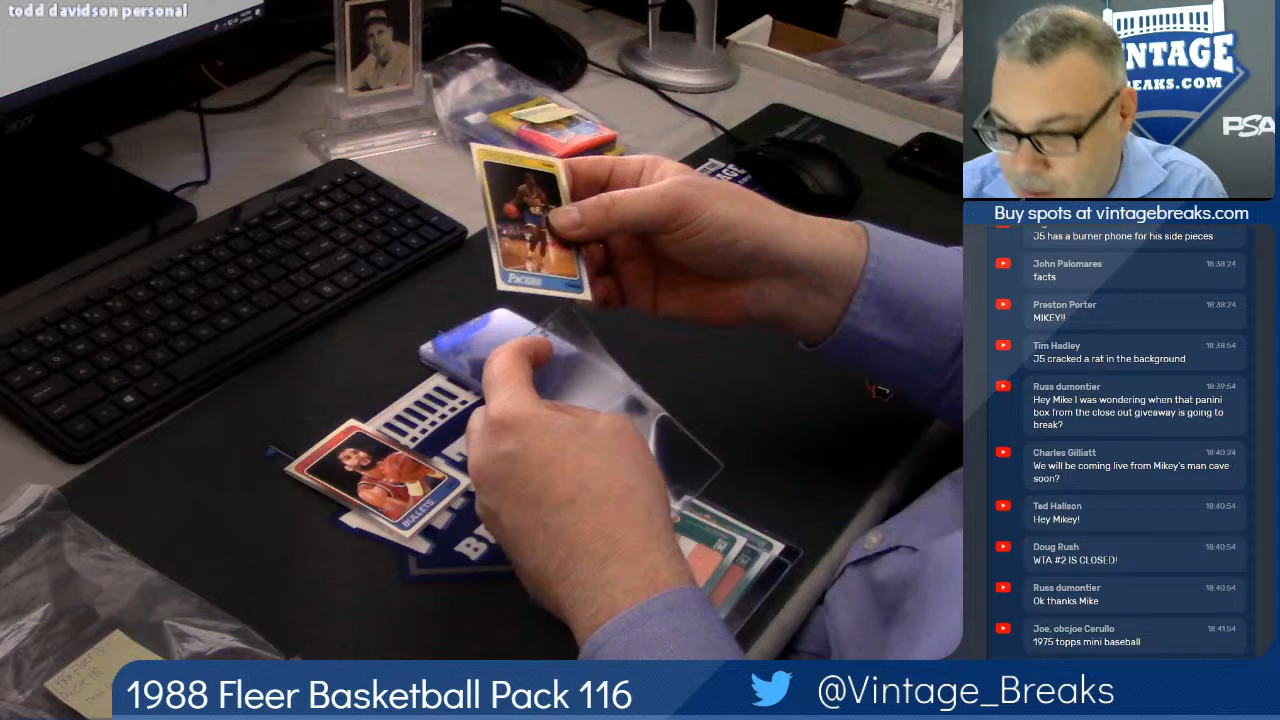 todd davidson personal
acer
PACERS
BULLETS
VINTAGE
BREAKS.COM
PSA
Buy spots at vintagebreaks.com
J5 has a burner phone for his side pieces
John Palomares 18:38:24
facts
Preston Porter 18:38:24
MIKEY!!
Tim Hadley 18:38:54
J5 cracked a rat in the background
Russ dumontier 18:39:54
Hey Mike I was wondering when that panini
box from the close out giveaway is going to
break?
Charles Gilliatt 18:40:24
We will be coming live from Mikey's man cave
soon?
Ted Hallson 18:40:54
Hey Mikey!
Doug Rush 18:40:54
WTA #2 IS CLOSED!
Russ dumontier 18:40:54
Ok thanks Mike
Joe, obcjoe Cerullo 18:41:54
1975 topps mini baseball
1988 Fleer Basketball Pack 116
@Vintage_Breaks